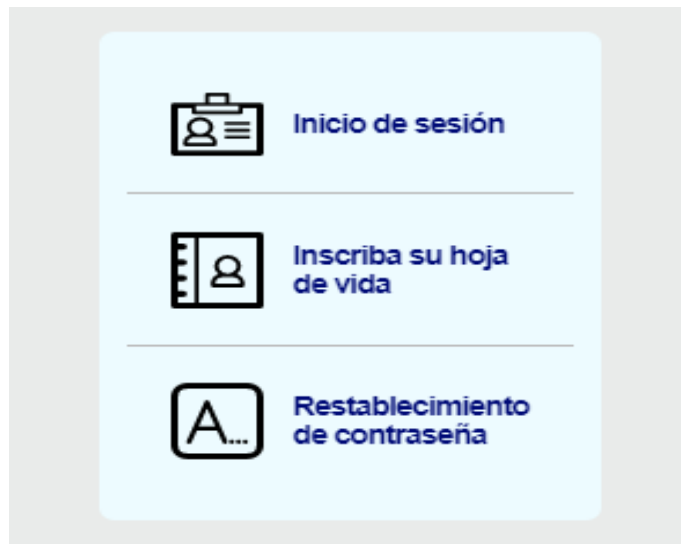 Inicio de sesión
Inscriba su hoja
de vida
A...
Restablecimiento
de contraseña